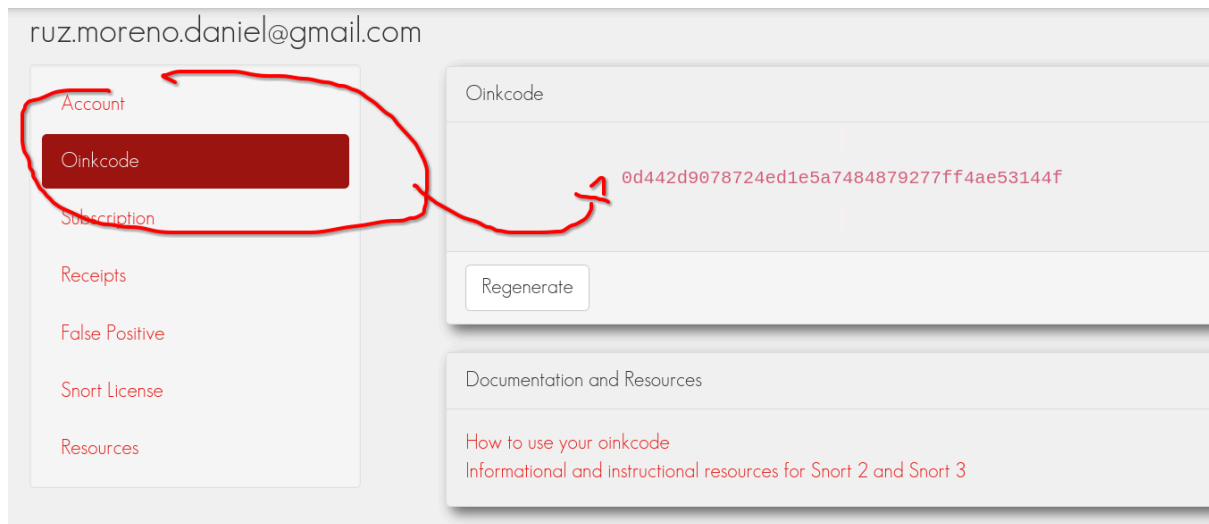 ruz.moreno.daniel@gmail.com
Account
Oinkcode
Subscription
Receipts
False Positive
Snort License
Resources
Oinkcode
0d442d9078724ed1e5a7484879277ff4ae53144f
Regenerate
Documentation and Resources
How to use your oinkcode
Informational and instructional resources for Snort 2 and Snort 3